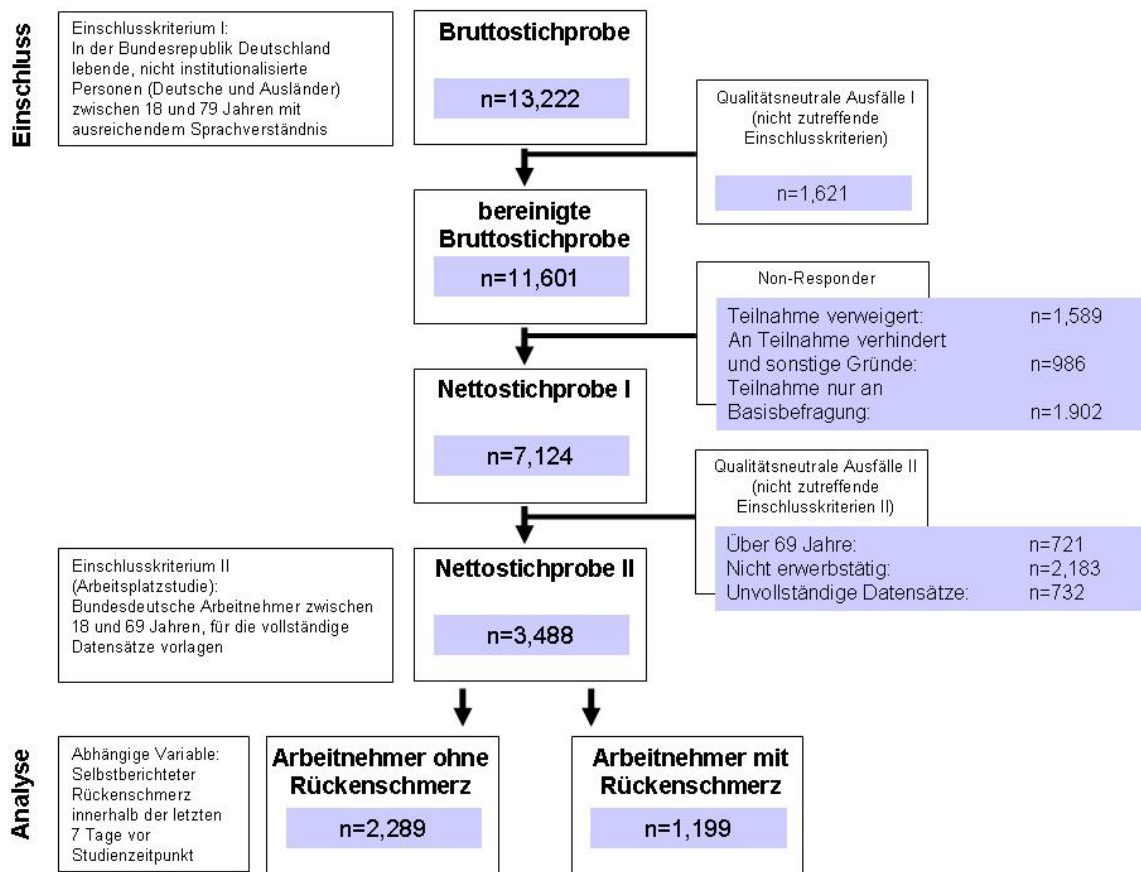 Einschluss
Einschlusskriterium I:
In der Bundesrepublik Deutschland
lebende, nicht institutionalisierte
Personen (Deutsche und Ausländer)
zwischen 18 und 79 Jahren mit
ausreichendem Sprachverständnis
Bruttostichprobe
n=13,222
Qualitätsneutrale Ausfälle I
(nicht zutreffende
Einschlusskriterien)
n=1,621
bereinigte
Bruttostichprobe
n=11,601
Non-Responder
Teilnahme verweigert: n=1,589
An Teilnahme verhindert
und sonstige Gründe: n=986
Teilnahme nur an
Basisbefragung: n=1.902
Nettostichprobe I
n=7,124
Qualitätsneutrale Ausfälle II
(nicht zutreffende
Einschlusskriterien II)
Über 69 Jahre: n=721
Nicht erwerbstätig: n=2,183
Unvollständige Datensätze: n=732
Einschlusskriterium II
(Arbeitsplatzstudie):
Bundesdeutsche Arbeitnehmer zwischen
18 und 69 Jahren, für die vollständige
Datensätze vorlagen
Nettostichprobe II
n=3,488
Analyse
Abhängige Variable:
Selbstberichteter
Rückenschmerz
innerhalb der letzten
7 Tage vor
Studienzeitpunkt
Arbeitnehmer ohne
Rückenschmerz
n=2,289
Arbeitnehmer mit
Rückenschmerz
n=1,199